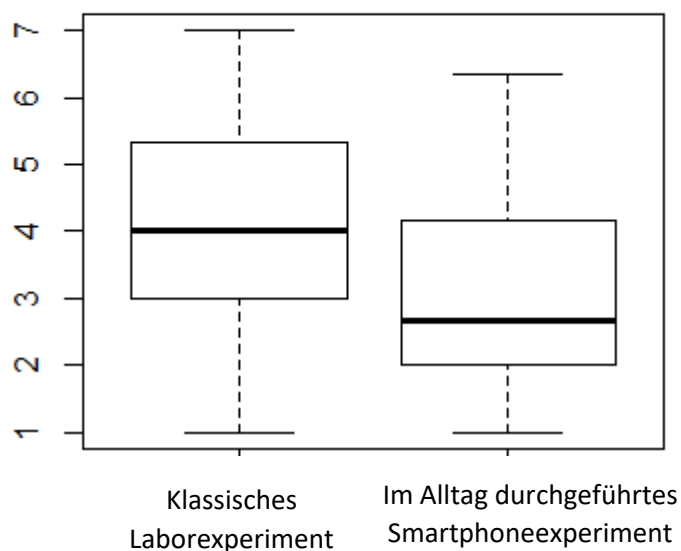 7
6
5
4
3
2
1
Klassisches
Laborexperiment
Im Alltag durchgeführtes
Smartphoneexperiment